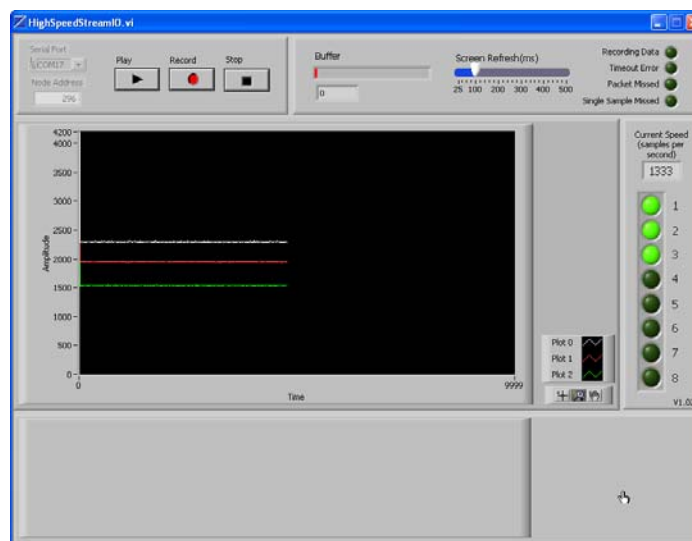 HighSpeedStreamIO.vi
Serial Port
COM17
Node Address
296
Play
Record
Stop
Buffer
0
Screen Refresh(ms)
25 100 200 300 400 500
Recording Data
Timeout Error
Packet Missed
Single Sample Missed
4200
4000
3500
3000
2500
2000
1500
1000
500
0
Amplitude
0
9999
Time
Plot 0
Plot 1
Plot 2
Current Speed
(samples per
second)
1333
1
2
3
4
5
6
7
8